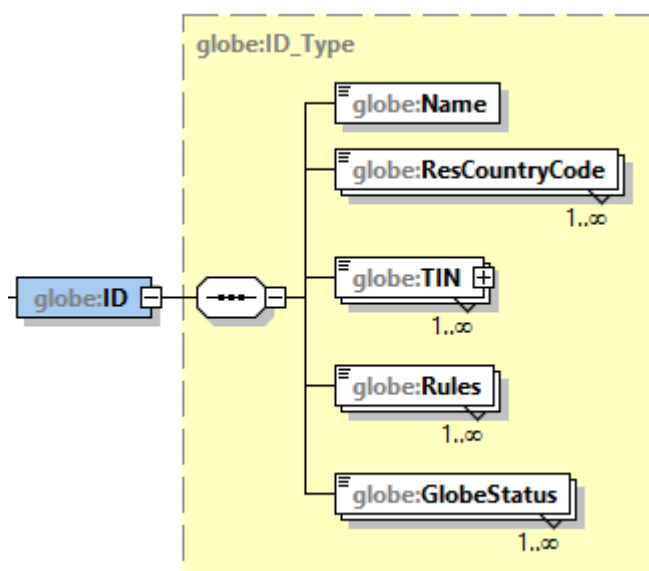 globe:ID_Type
globe:Name
globe:ResCountryCode
1..∞
globe:TIN
1..∞
globe:ID
globe:Rules
1..∞
globe:GlobeStatus
1..∞